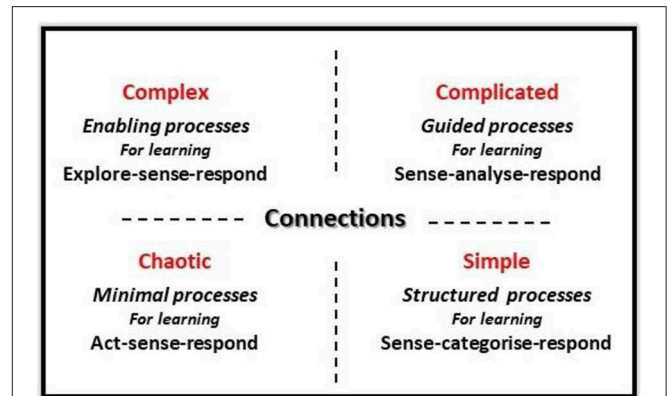 Complex
Enabling processes
For learning
Explore-sense-respond
Complicated
Guided processes
For learning
Sense-analyse-respond
Connections
Chaotic
Minimal processes
For learning
Act-sense-respond
Simple
Structured processes
For learning
Sense-categorise-respond